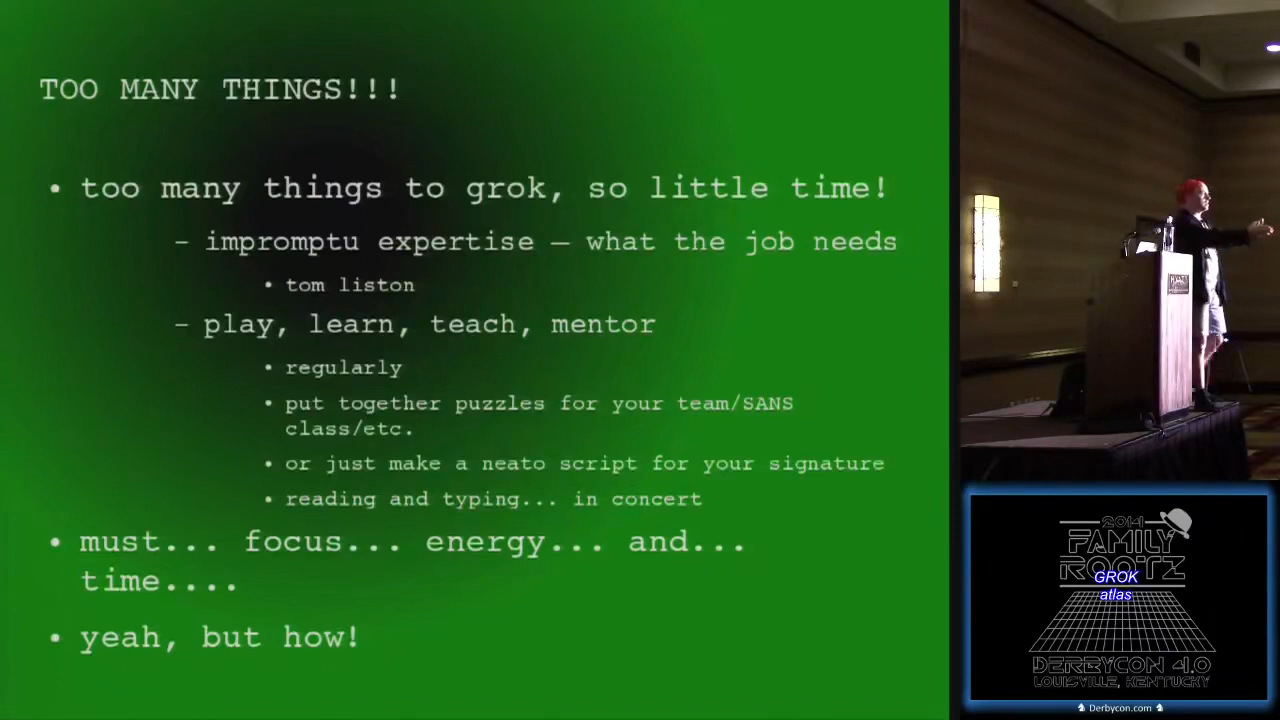 TOO MANY THINGS!!!
• too many things to grok, so little time!
– impromptu expertise — what the job needs
• tom liston
– play, learn, teach, mentor
• regularly
• put together puzzles for your team/SANS
class/etc.
• or just make a neato script for your signature
• reading and typing... in concert
• must... focus... energy... and...
time....
• yeah, but how!
2014
FAMILY
ROOTZ
GROK
atlas
DERBYCON 4.0
LOUISVILLE, KENTUCKY
Derbycon.com